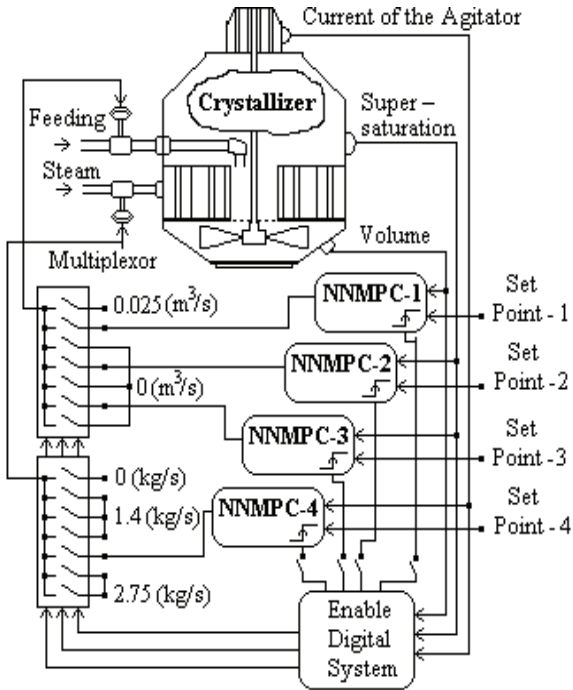 Current of the Agitator
Crystallizer
Super –
saturation
Feeding
Steam
Volume
Multiplexor
NNMPC-1
Set
Point - 1
0.025 (m³/s)
NNMPC-2
Set
Point - 2
0 (m³/s)
NNMPC-3
Set
Point - 3
0 (kg/s)
NNMPC-4
Set
Point - 4
1.4 (kg/s)
2.75 (kg/s)
Enable
Digital
System